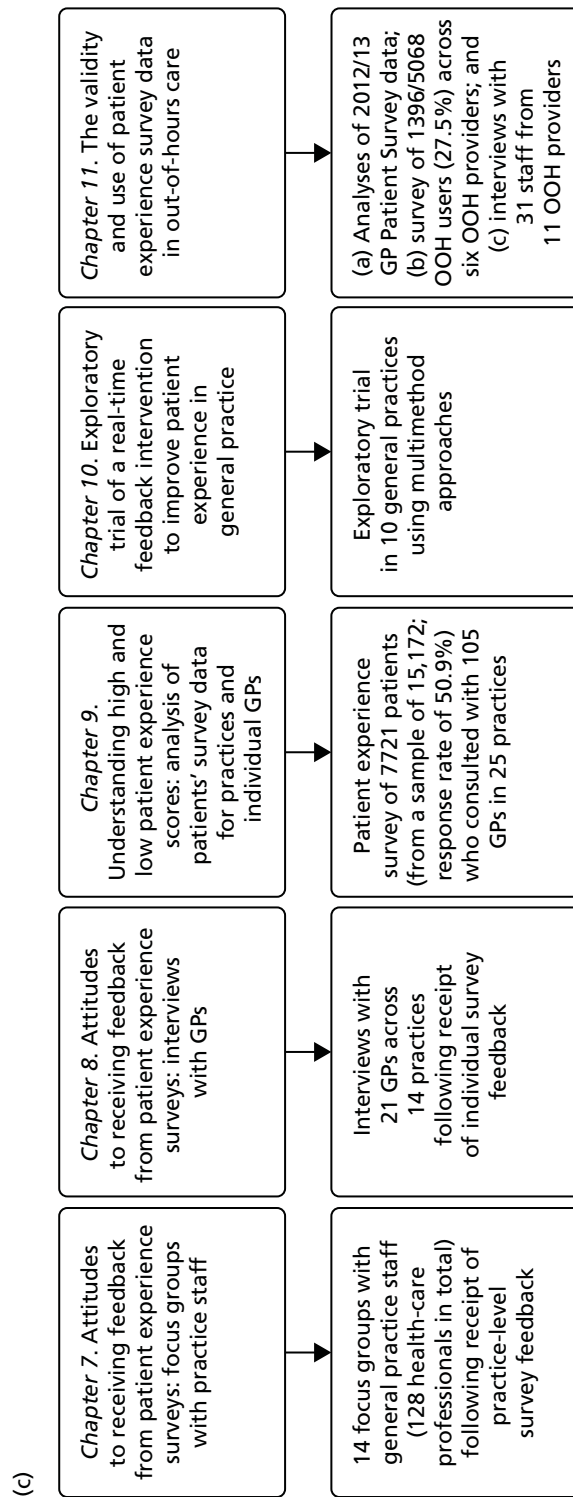 (c)
Chapter 7. Attitudes
to receiving feedback
from patient experience
surveys: focus groups
with practice staff
14 focus groups with
general practice staff
(128 health-care
professionals in total)
following receipt of
practice-level
survey feedback
Chapter 8. Attitudes
to receiving feedback
from patient experience
surveys: interviews
with GPs
Interviews with
21 GPs across
14 practices
following receipt
of individual survey
feedback
Chapter 9.
Understanding high and
low patient experience
scores: analysis of
patients’ survey data
for practices and
individual GPs
Patient experience
survey of 7721 patients
(from a sample of 15,172;
response rate of 50.9%)
who consulted with 105
GPs in 25 practices
Chapter 10. Exploratory
trial of a real-time
feedback intervention
to improve patient
experience in
general practice
Exploratory trial
in 10 general practices
using multimethod
approaches
Chapter 11. The validity
and use of patient
experience survey data
in out-of-hours care
(a) Analyses of 2012/13
GP Patient Survey data;
(b) survey of 1396/5068
OOH users (27.5%) across
six OOH providers; and
(c) interviews with
31 staff from
11 OOH providers